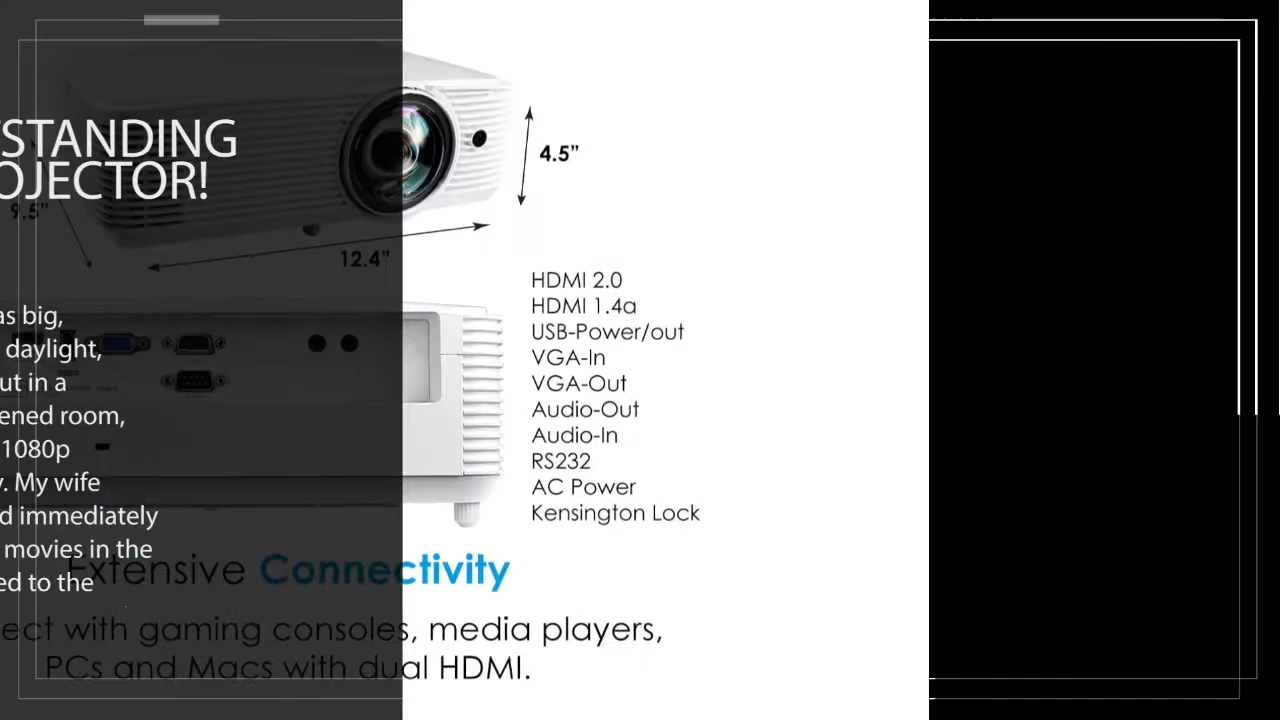 STANDING
OJECTOR!
4.5”
9.5”
12.4”
HDMI 2.0
HDMI 1.4a
USB-Power/out
VGA-In
VGA-Out
Audio-Out
Audio-In
RS232
AC Power
Kensington Lock
as big,
daylight,
ut in a
ened room,
1080p
. My wife
d immediately
movies in the
ed to the
Extensive Connectivity
ect with gaming consoles, media players,
PCs and Macs with dual HDMI.